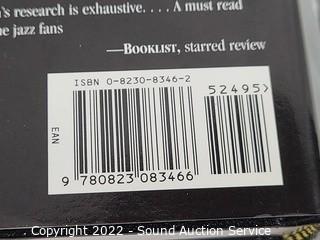 's research is exhaustive. . . . A must read
ne jazz fans
—BOOKLIST, starred review
ISBN 0-8230-8346-2
52495>
EAN
9 780823 083466
Copyright 2022 - Sound Auction Service